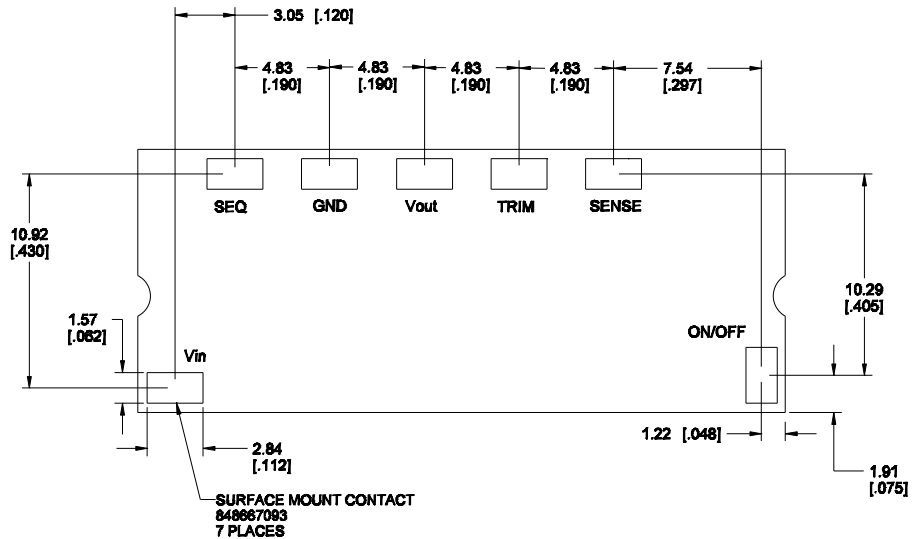 3.05 [.120]
4.83
[.190]
4.83
[.190]
4.83
[.190]
4.83
[.190]
7.54
[.297]
SEQ
GND
Vout
TRIM
SENSE
10.92
[.430]
10.29
[.405]
1.57
[.062]
Vin
ON/OFF
2.84
[.112]
1.22 [.048]
1.91
[.075]
SURFACE MOUNT CONTACT
848667093
7 PLACES